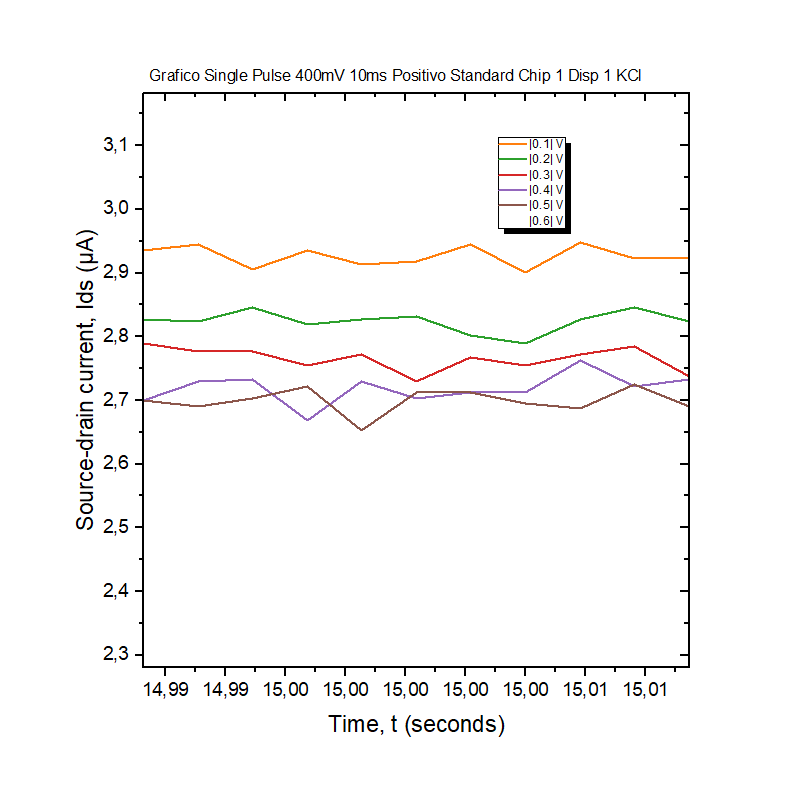 Grafico Single Pulse 400mV 10ms Positivo Standard Chip 1 Disp 1 KCl
|0.1| V
|0.2| V
|0.3| V
|0.4| V
|0.5| V
|0.6| V
3,1
3,0
2,9
2,8
2,7
2,6
2,5
2,4
2,3
Source-drain current, Ids (µA)
14,99 14,99 15,00 15,00 15,00 15,00 15,00 15,01 15,01
Time, t (seconds)